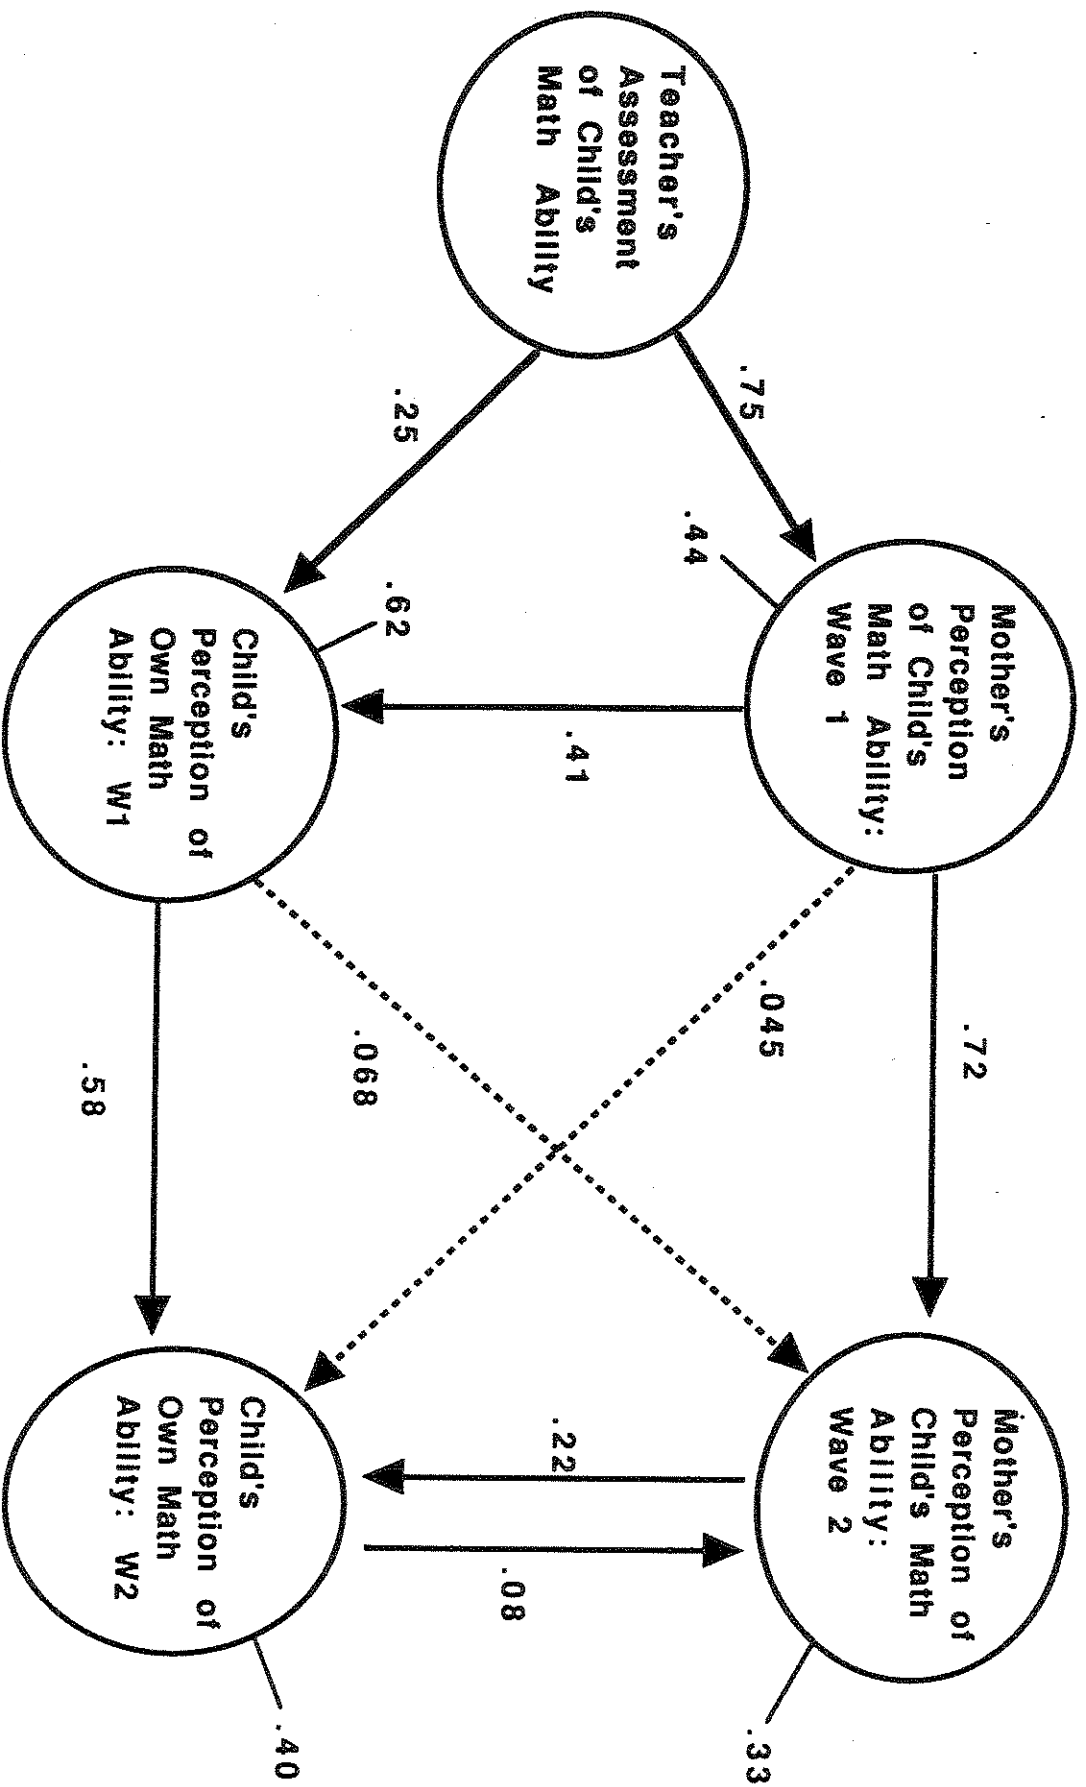 Teacher's
Assessment
of Child's
Math Ability
.75
.25
Mother's
Perception
of Child's
Math Ability:
Wave 1
.44
.41
.62
Child's
Perception of
Own Math
Ability: W1
.72
.045
.068
.58
Mother's
Perception of
Child's Math
Ability:
Wave 2
.33
.22
.08
Child's
Perception of
Own Math
Ability: W2
.40